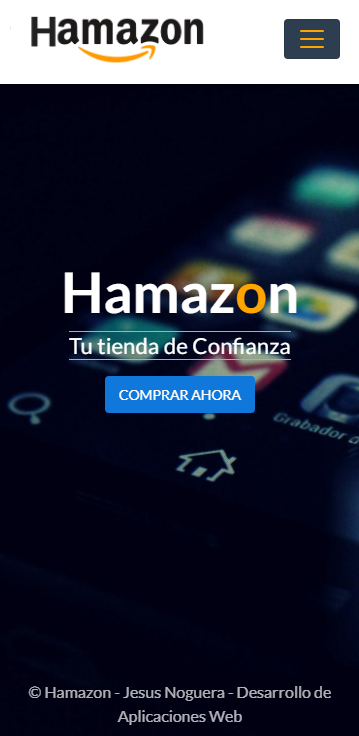 Hamazon
Hamazon
Tu tienda de Confianza
COMPRAR AHORA
Grabador d
© Hamazon - Jesus Noguera - Desarrollo de
Aplicaciones Web